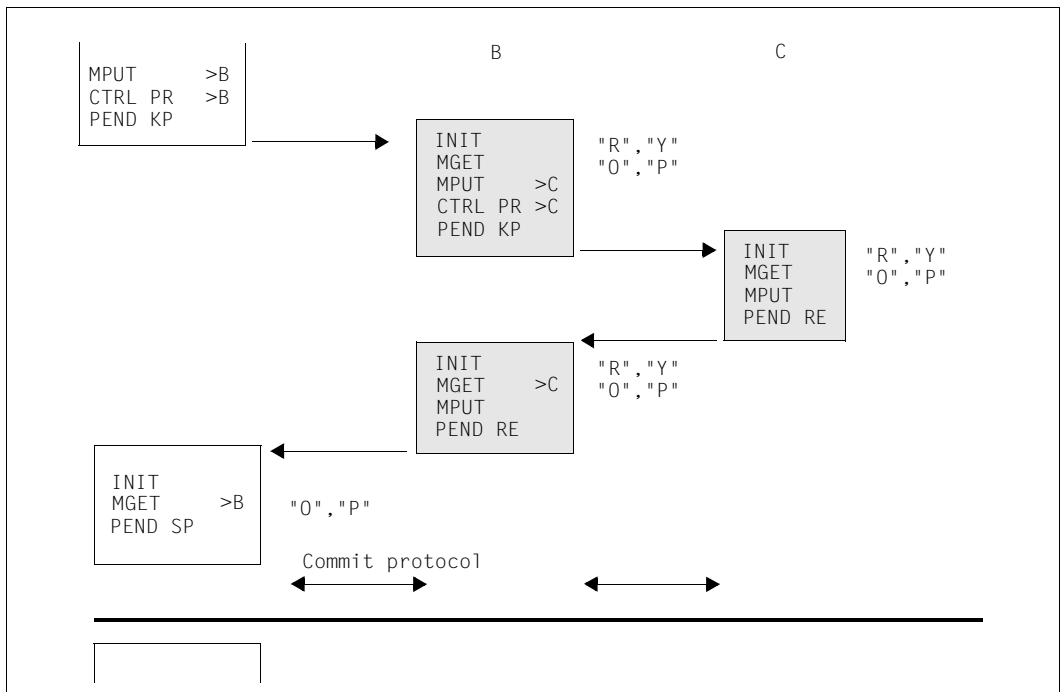 B
C
MPUT >B
CTRL PR >B
PEND KP
INIT
MGET
MPUT >C
CTRL PR >C
PEND KP
"R","Y"
"O","P"
INIT
MGET
MPUT
PEND RE
"R","Y"
"O","P"
INIT
MGET >C
MPUT
PEND RE
"R","Y"
"O","P"
INIT
MGET >B
PEND SP
"O","P"
Commit protocol